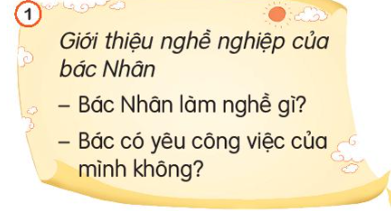 1
Giới thiệu nghề nghiệp của
bác Nhân
– Bác Nhân làm nghề gì?
– Bác có yêu công việc của
mình không?